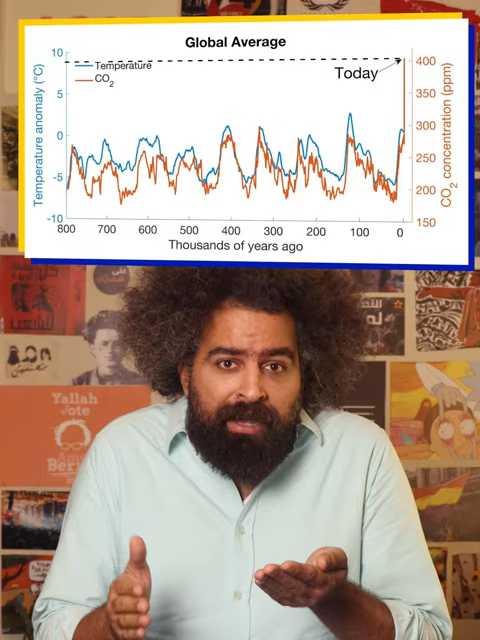 Global Average
Temperature
CO₂
Today
Temperature anomaly (°C)
10
5
0
-5
-10
CO₂ concentration (ppm)
400
350
300
250
200
150
800 700 600 500 400 300 200 100 0
Thousands of years ago
Yallah
vote